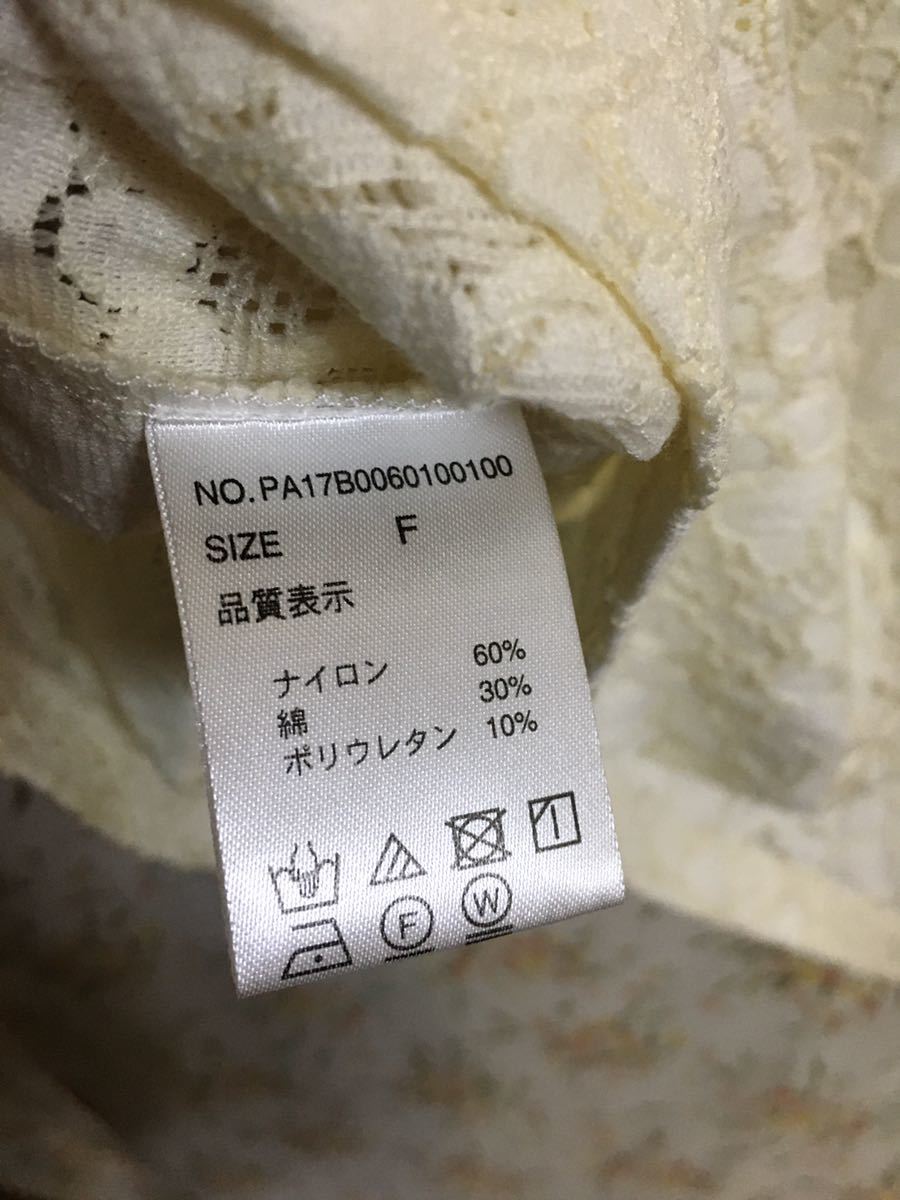 NO.PA17B0060100100
SIZE F
品質表示
ナイロン 60%
綿 30%
ポリウレタン 10%
F W